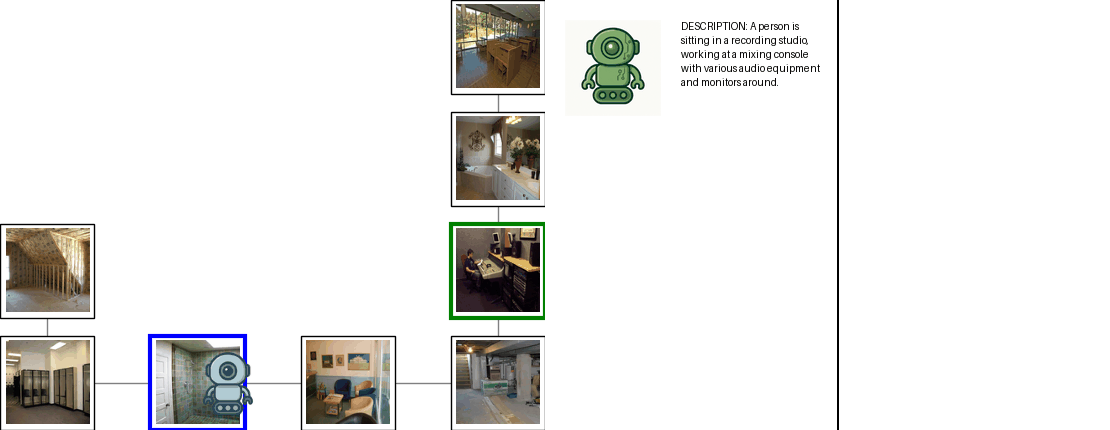 DESCRIPTION: A person is
sitting in a recording studio,
working at a mixing console
with various audio equipment
and monitors around.